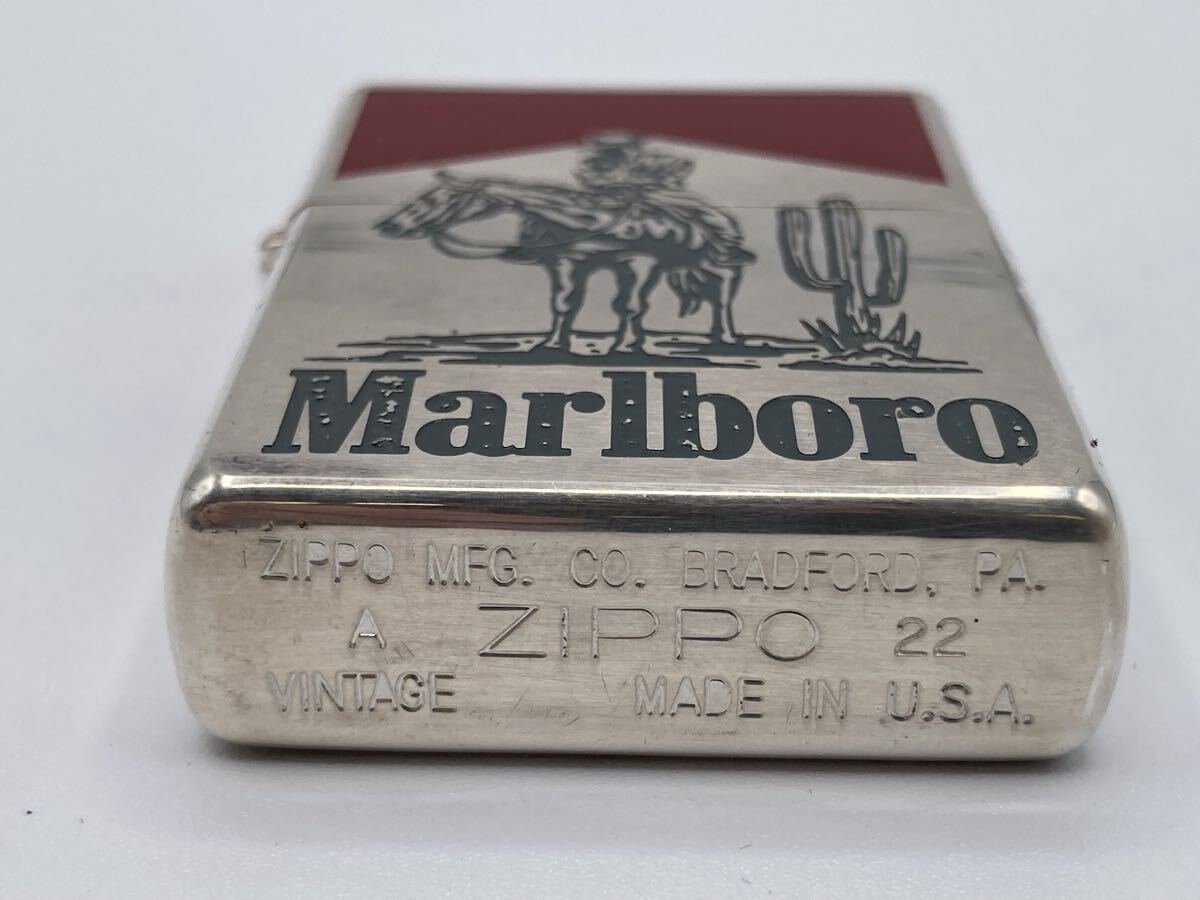 Marlboro
ZIPPO MFG. CO. BRADFORD, PA.
A ZIPPO 22
VINTAGE MADE IN U.S.A.